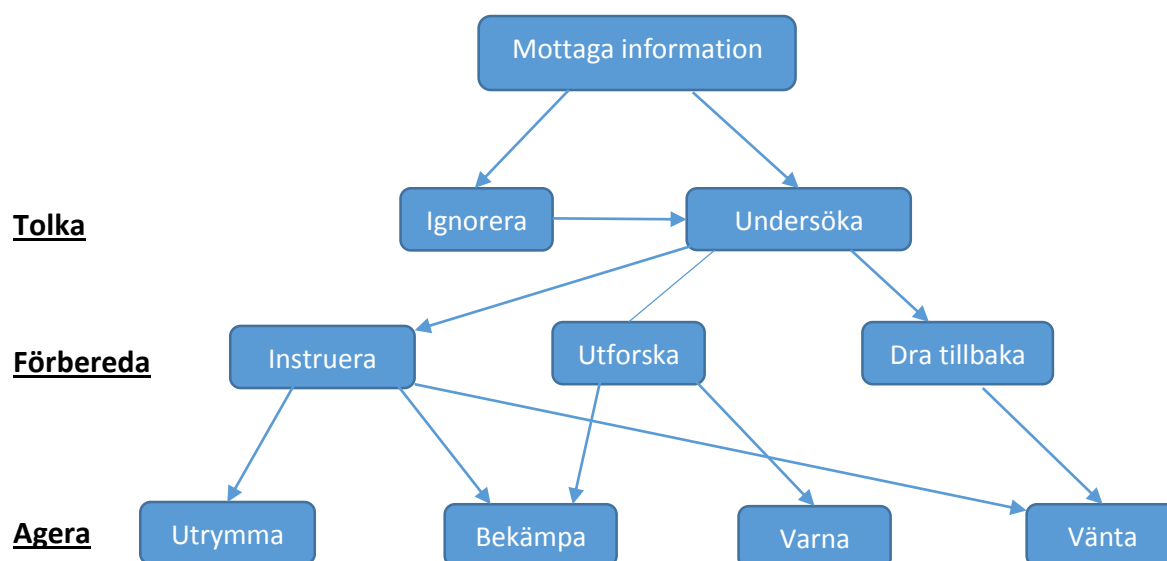 Mottaga information
Tolka
Ignorera
Undersöka
Förbereda
Instruera
Utforska
Dra tillbaka
Agera
Utrymma
Bekämpa
Varna
Vänta